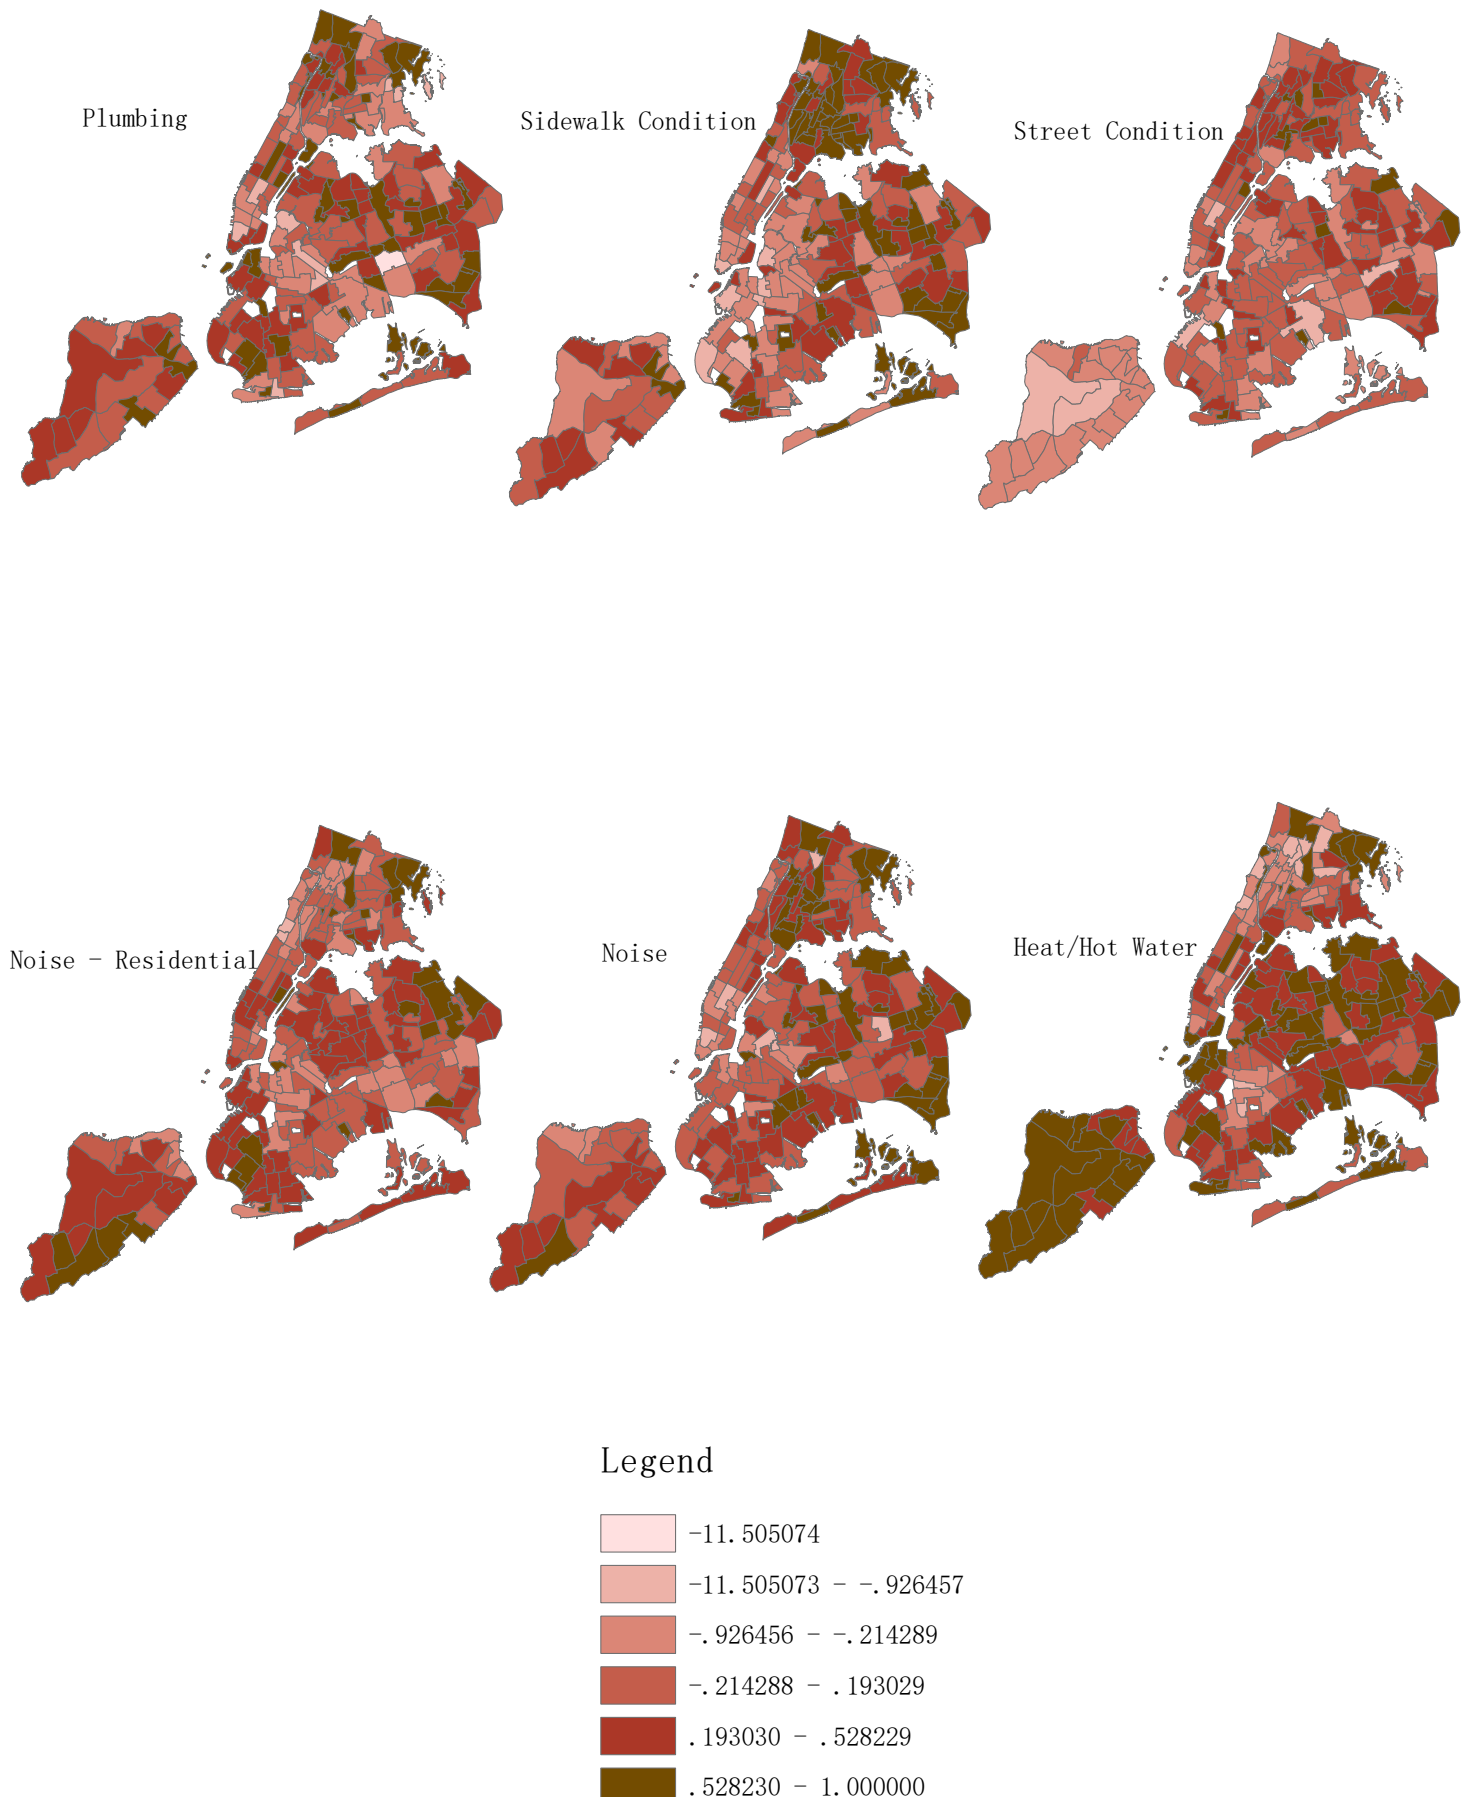 Plumbing
Sidewalk Condition
Street Condition
Noise - Residential
Noise
Heat/Hot Water
Legend
-11.505074
-11.505073 - -.926457
-.926456 - -.214289
-.214288 - .193029
.193030 - .528229
.528230 - 1.000000